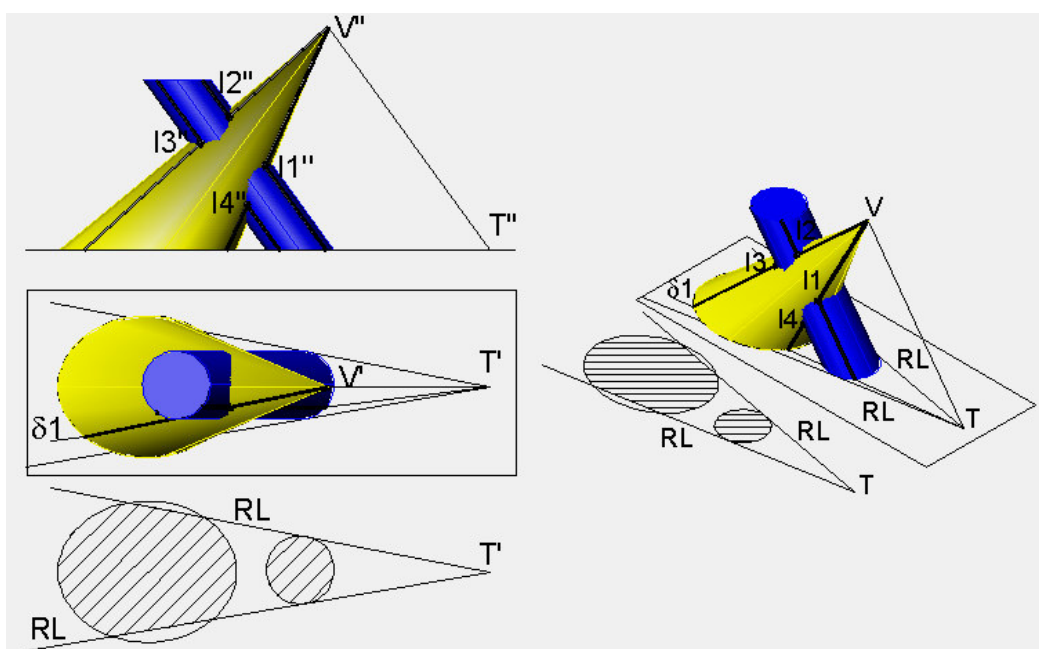 V"
I2"
I3"
I1"
I4"
T"
T'
V'
δ1
RL
T'
RL
V
I2
I3
I1
δ1
I4
RL
RL
RL
RL
T
T